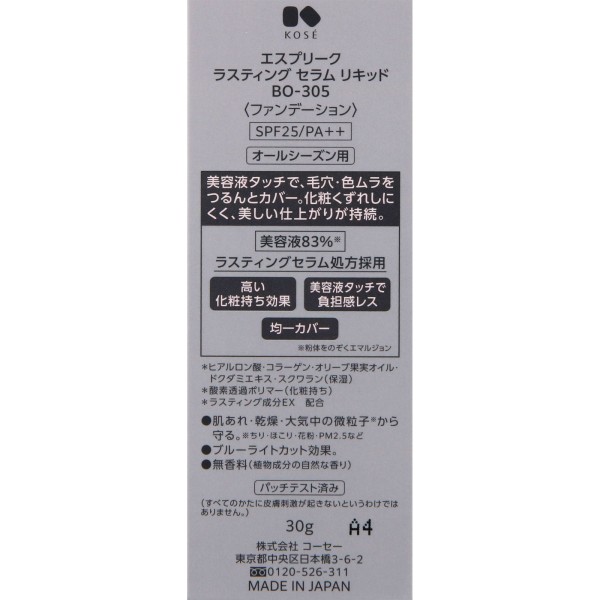 KOSÉ
エスプリーク
ラスティング セラム リキッド
BO-305
〈ファンデーション〉
SPF25/PA++
オールシーズン用
美容液タッチで、毛穴・色ムラを
つるんとカバー。化粧くずれしに
くく、美しい仕上がりが持続。
美容液83%※
ラスティングセラム処方採用
高い
化粧持ち効果
美容液タッチで
負担感レス
均一カバー
※粉体をのぞくエマルジョン
*ヒアルロン酸・コラーゲン・オリーブ果実オイル・
ドクダミエキス・スクワラン(保湿)
*酸素透過ポリマー(化粧持ち)
*ラスティング成分EX 配合
●肌あれ・乾燥・大気中の微粒子※から
守る。※ちり・ほこり・花粉・PM2.5など
●ブルーライトカット効果。
●無香料(植物成分の自然な香り)
パッチテスト済み
(すべてのかたに皮膚刺激が起きないというわけでは
ありません。)
30g A4
株式会社 コーセー
東京都中央区日本橋3-6-2
0120-526-311
MADE IN JAPAN